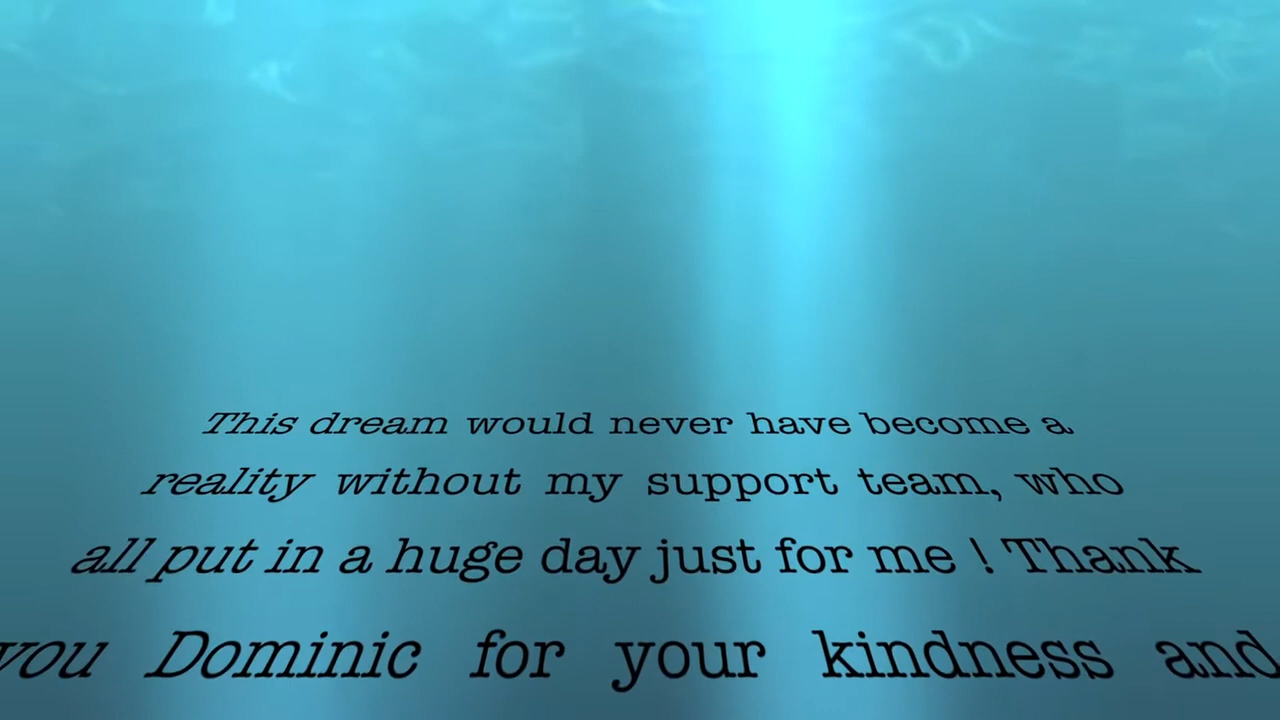 This dream would never have become a
reality without my support team, who
all put in a huge day just for me ! Thank
you Dominic for your kindness and